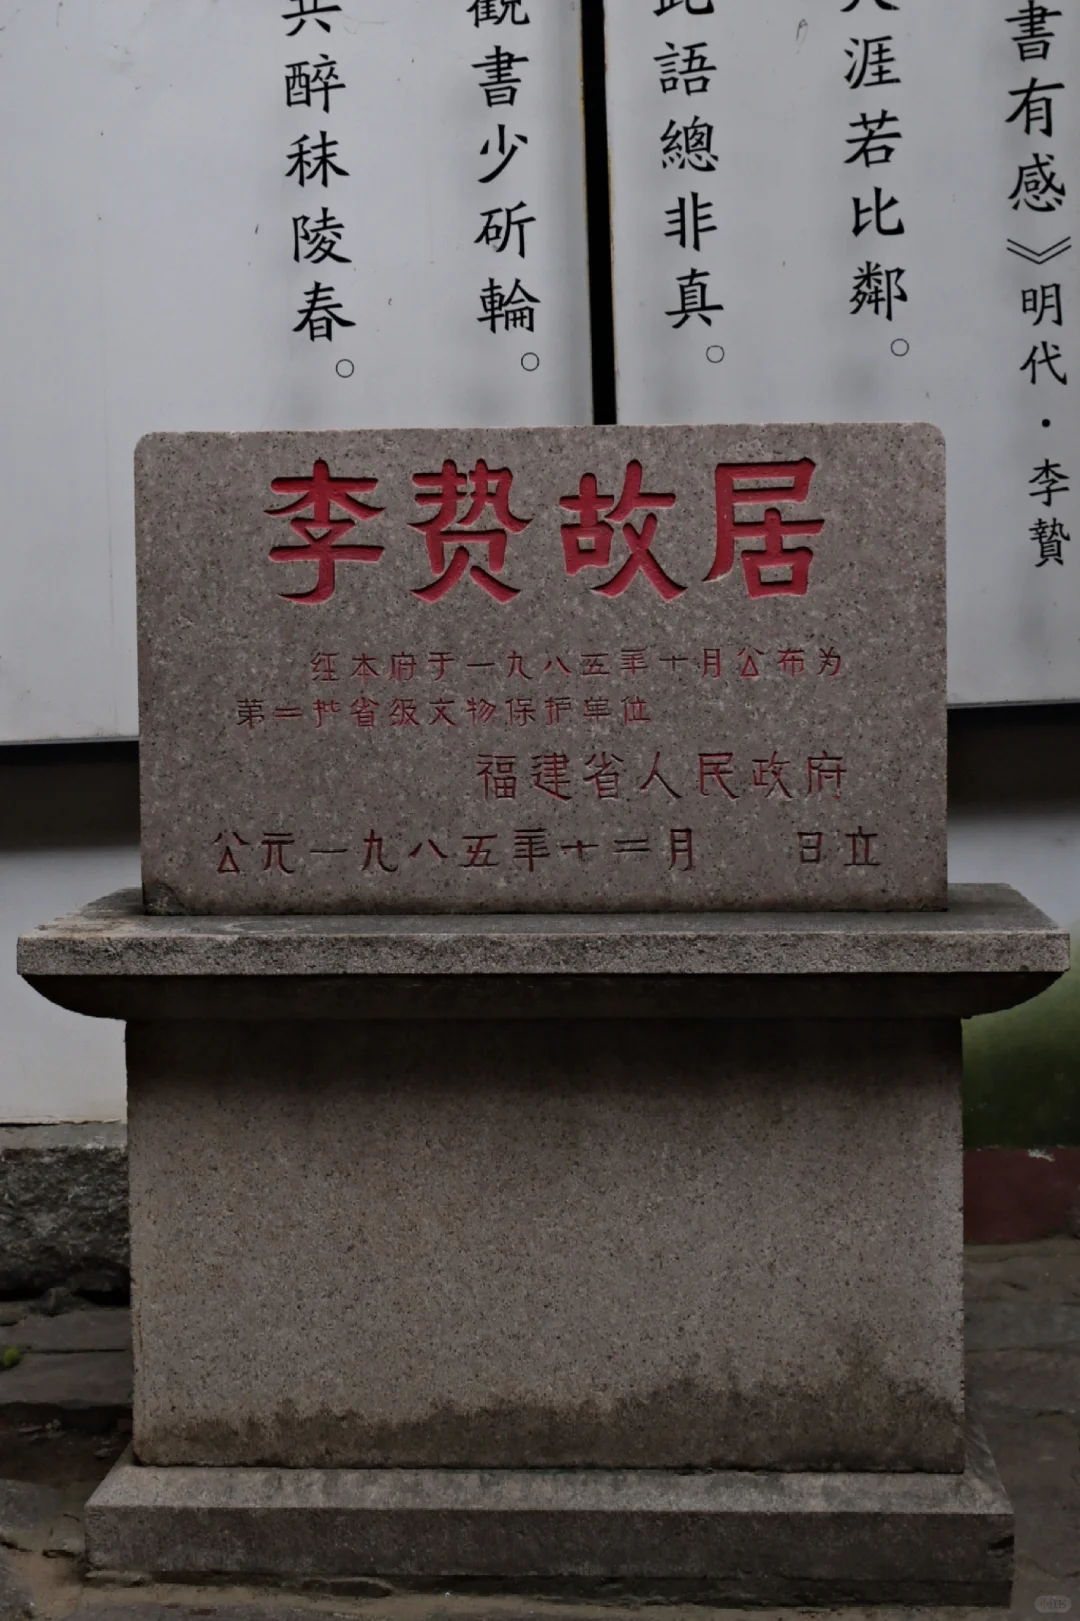 書有感》明代·李贄
天涯若比鄰。
此語總非真。
觀書少斫輪。
共醉秣陵春。
李贽故居
经本府于一九八五年十月公布为
第二批省级文物保护单位
福建省人民政府
公元一九八五年十二月 日立